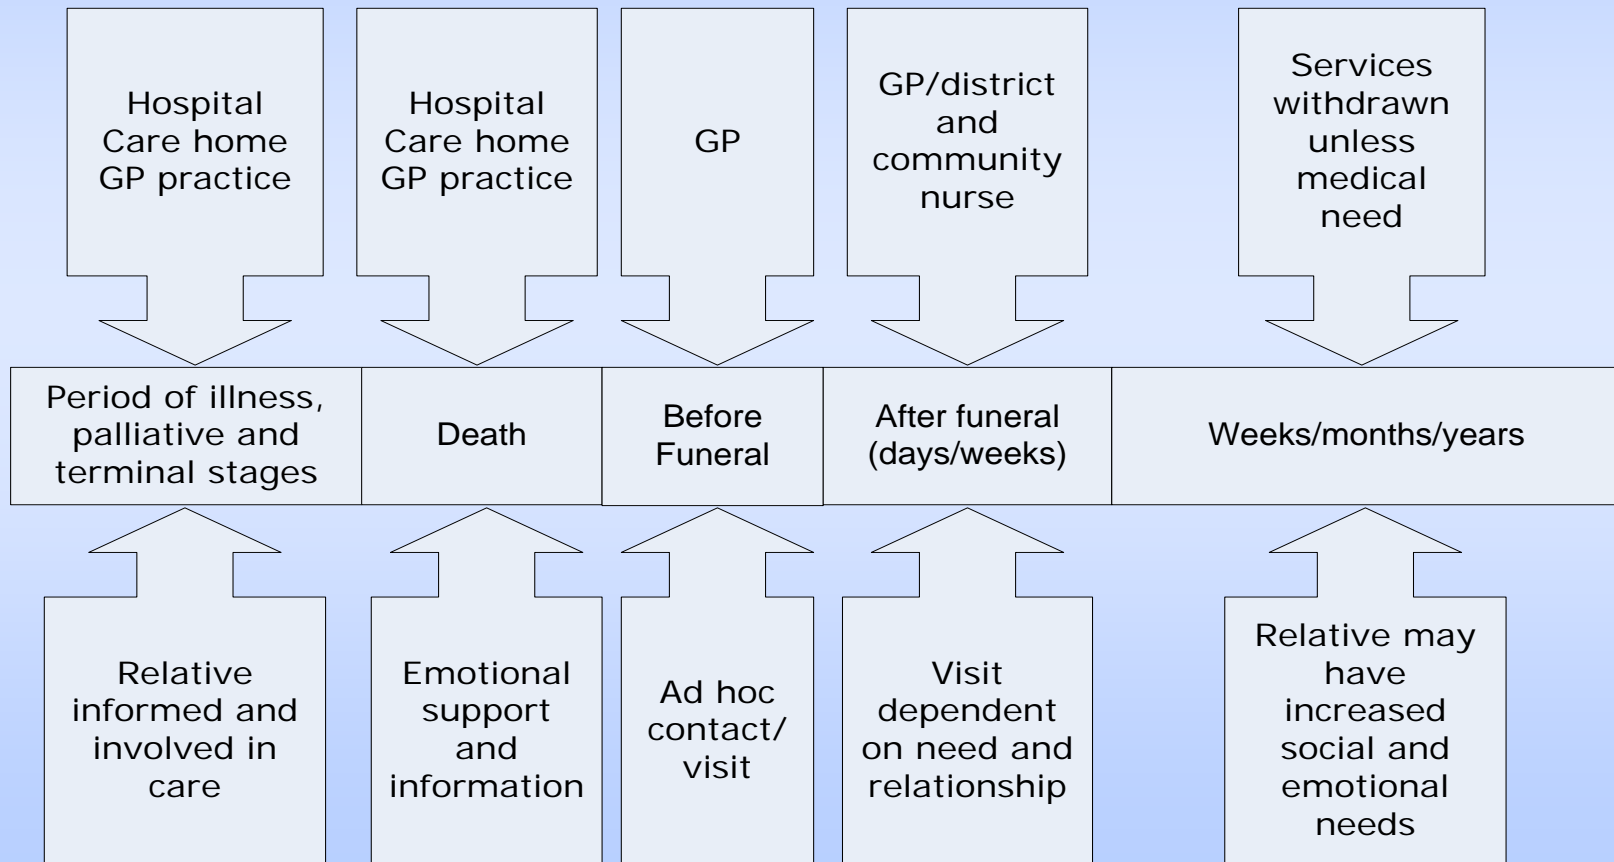 Hospital
Care home
GP practice
Hospital
Care home
GP practice
GP
GP/district
and
community
nurse
Services
withdrawn
unless
medical
need
Period of illness,
palliative and
terminal stages
Death
Before
Funeral
After funeral
(days/weeks)
Weeks/months/years
Relative
informed and
involved in
care
Emotional
support
and
information
Ad hoc
contact/
visit
Visit
dependent
on need and
relationship
Relative may
have
increased
social and
emotional
needs